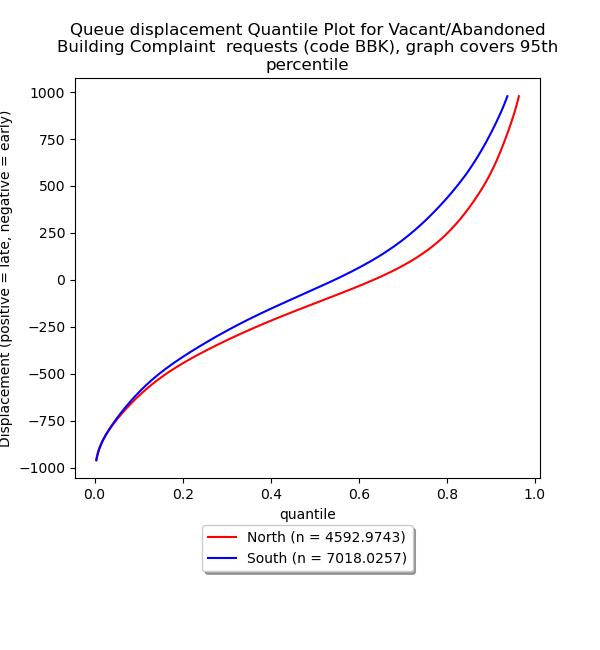 Queue displacement Quantile Plot for Vacant/Abandoned
Building Complaint  requests (code BBK), graph covers 95th
percentile
Displacement (positive = late, negative = early)
1000
750
500
250
0
−250
−500
−750
−1000
0.0 0.2 0.4 0.6 0.8 1.0
quantile
North (n = 4592.9743)
South (n = 7018.0257)